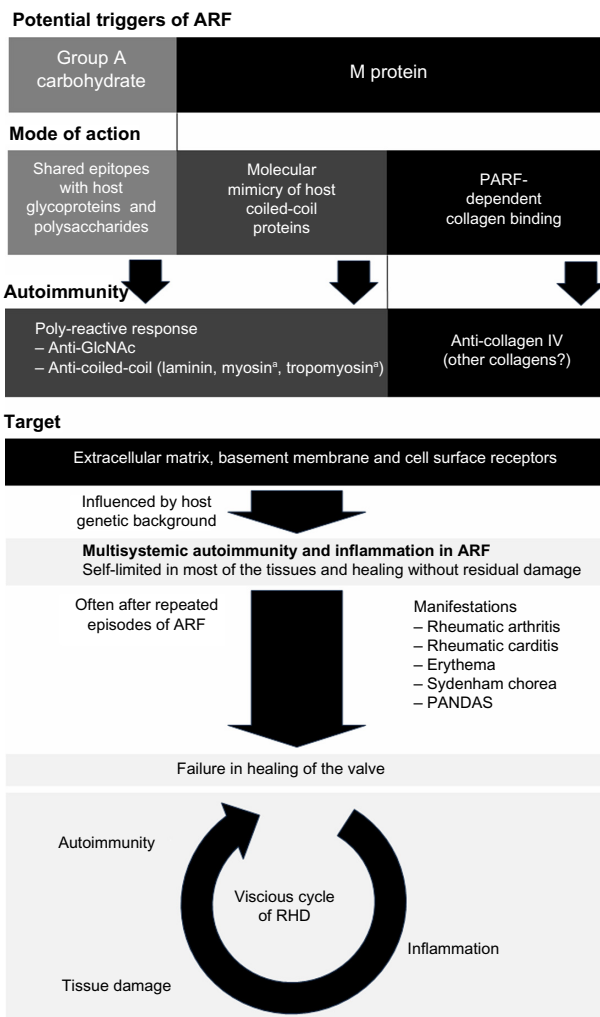 Potential triggers of ARF
Group A
carbohydrate
M protein
Mode of action
Shared epitopes
with host
glycoproteins and
polysaccharides
Molecular
mimicry of host
coiled-coil
proteins
PARF-
dependent
collagen binding
Autoimmunity
Poly-reactive response
– Anti-GlcNAc
– Anti-coiled-coil (laminin, myosinª, tropomyosinª)
Anti-collagen IV
(other collagens?)
Target
Extracellular matrix, basement membrane and cell surface receptors
Influenced by host
genetic background
Multisystemic autoimmunity and inflammation in ARF
Self-limited in most of the tissues and healing without residual damage
Often after repeated
episodes of ARF
Manifestations
– Rheumatic arthritis
– Rheumatic carditis
– Erythema
– Sydenham chorea
– PANDAS
Failure in healing of the valve
Autoimmunity
Viscious cycle
of RHD
Inflammation
Tissue damage